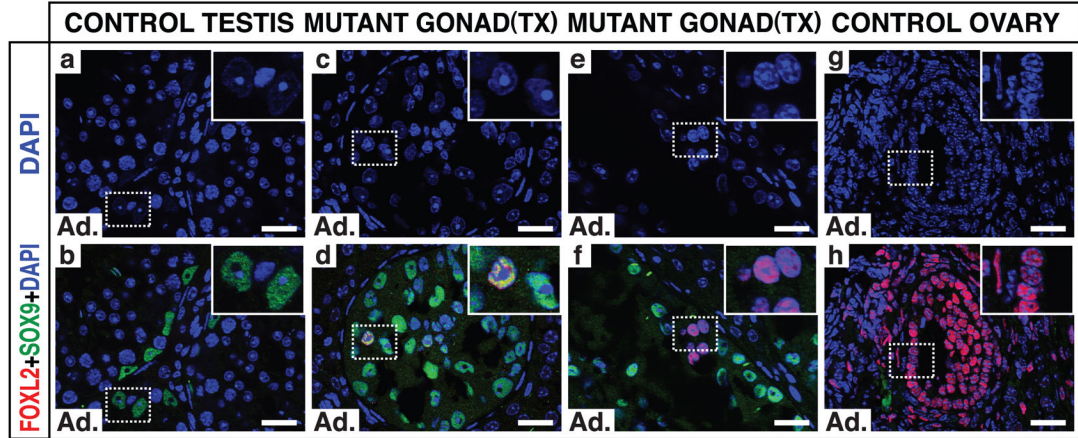 CONTROL TESTIS MUTANT GONAD(TX) MUTANT GONAD(TX) CONTROL OVARY
DAPI
a c e g
Ad. Ad. Ad. Ad.
FOXL2+SOX9+DAPI
b d f h
Ad. Ad. Ad. Ad.